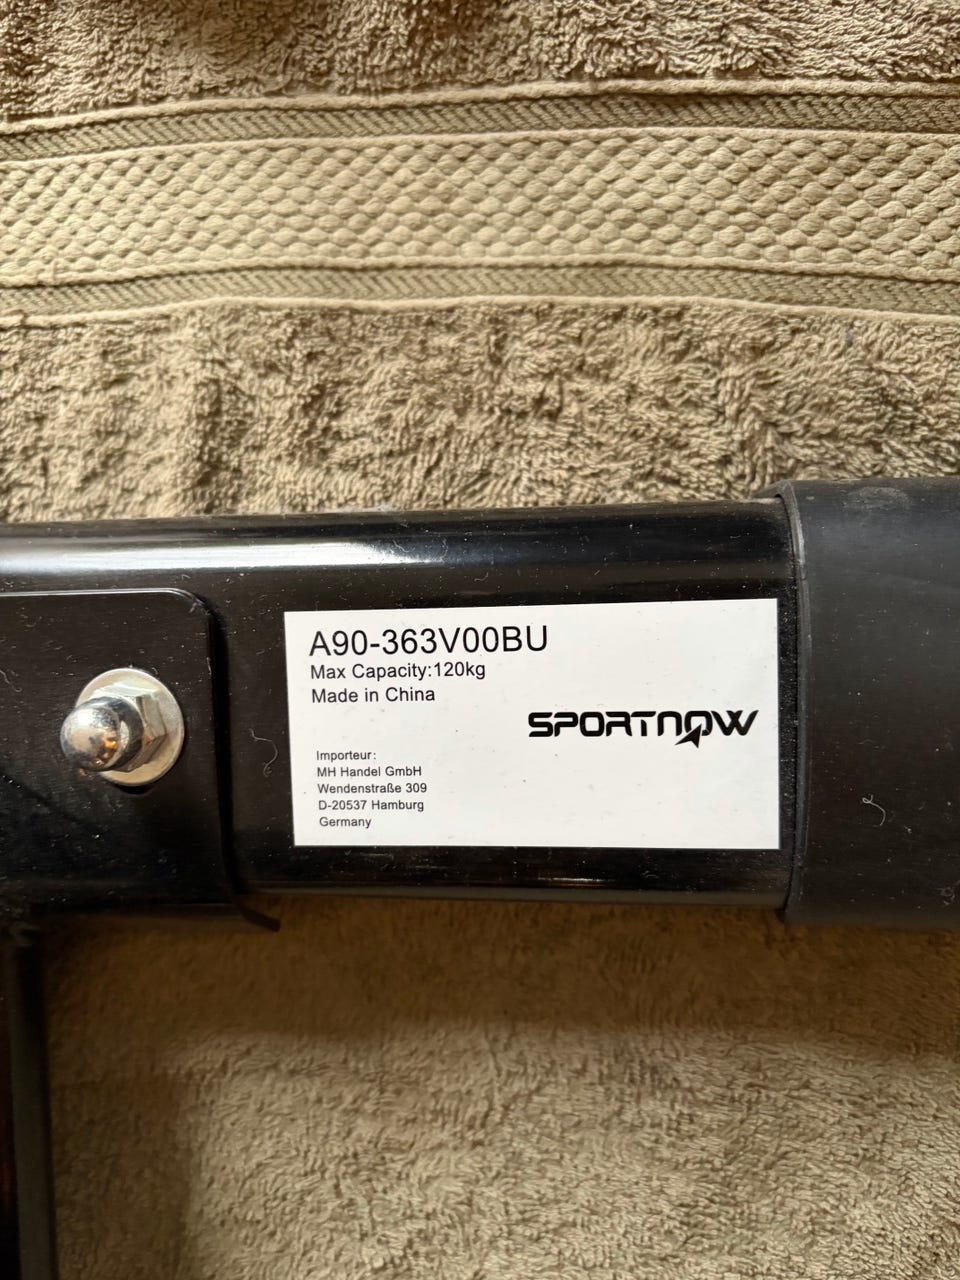 A90-363V00BU
Max Capacity:120kg
Made in China
SPORTNOW
Importeur:
MH Handel GmbH
Wendenstraße 309
D-20537 Hamburg
Germany